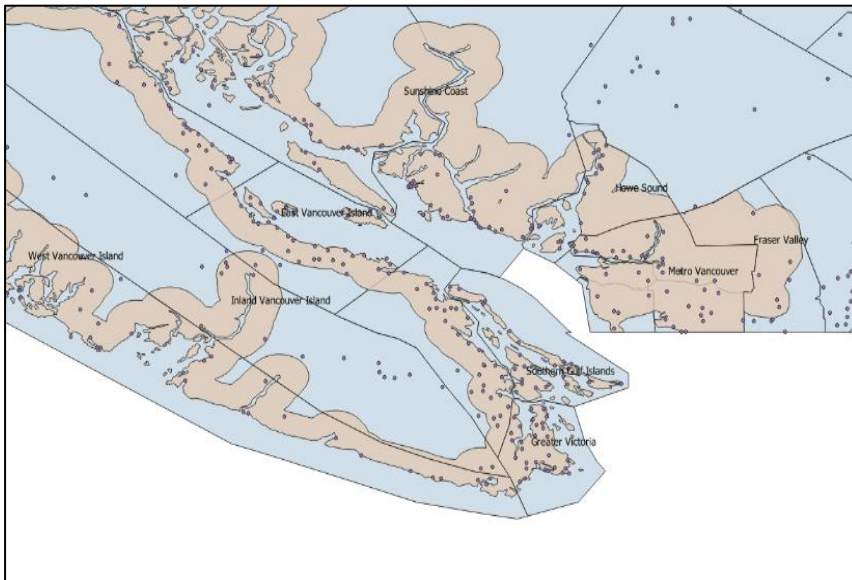 Sunshine Coast
Howe Sound
East Vancouver Island
Fraser Valley
West Vancouver Island
Metro Vancouver
Inland Vancouver Island
Southern Gulf Islands
Greater Victoria